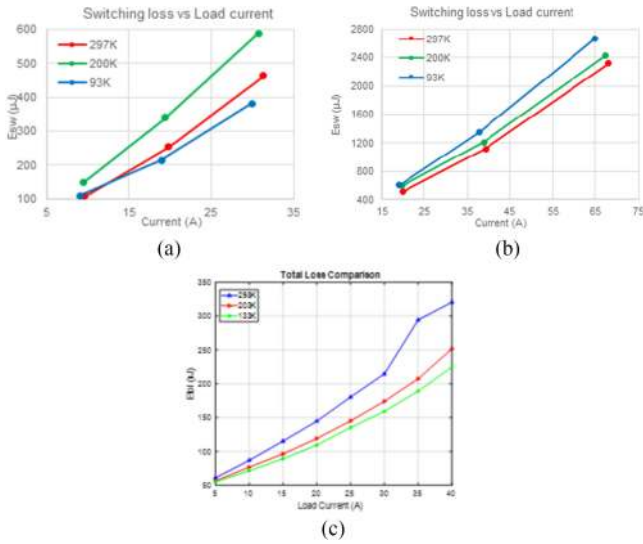 Switching loss vs Load current
Esw (μJ)
600
500
400
300
200
100
297K
200K
93K
5
15
25
35
Current (A)
(a)
Switching loss vs Load current
Esw (μJ)
2800
2400
2000
1600
1200
800
400
297K
200K
93K
15
25
35
45
55
65
75
Current (A)
(b)
Total Loss Comparison
350
300
250
200
150
100
50
5
10
15
20
25
30
35
40
Load Current (A)
(c)